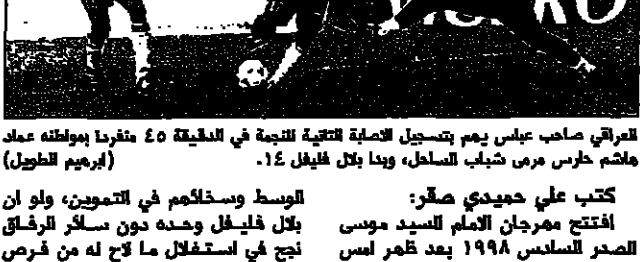 العراقي صاحب عباس يهم بتسجيل الاصابة الثانية للنجمة في الدقيقة ٤٥ منفردا بمواطنه عماد
هاشم حارس مرمى شباب الساحل، وبدا بلال فليفل ١٤. (ابرهيم الطويل)
كتب علي حميدي صقر:
افتتح مهرجان الامام السيد موسى
الصدر السادس ١٩٩٨ بعد ظهر امس
الوسط وسخائهم في التموين، ولو ان
بلال فليفل وحده دون سائر الرفاق
نجح في استغلال ما لاح له من فرص